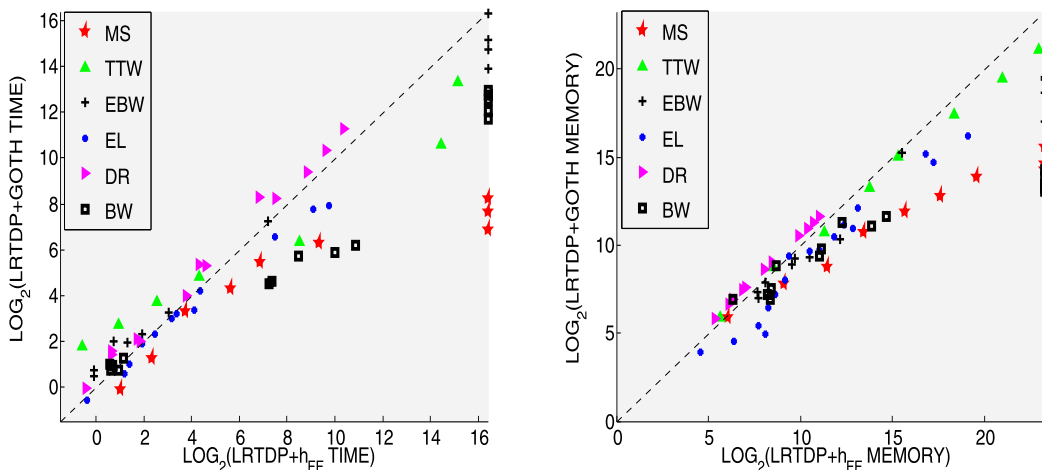 LOG2(LRTDP+GOTH TIME)
16
14
12
10
8
6
4
2
0
0
2
4
6
8
10
12
14
16
LOG2(LRTDP+hFF TIME)
MS
TTW
EBW
EL
DR
BW
LOG2(LRTDP+GOTH MEMORY)
20
15
10
5
0
0
5
10
15
20
LOG2(LRTDP+hFF MEMORY)
MS
TTW
EBW
EL
DR
BW